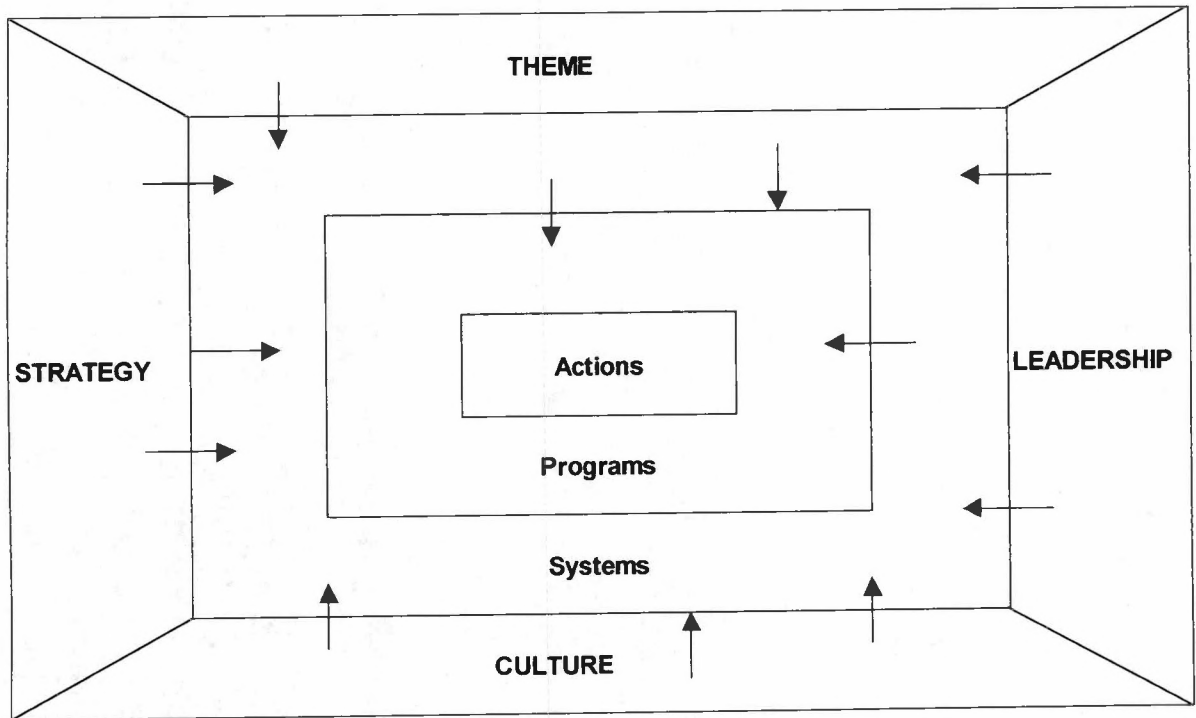 THEME
STRATEGY
LEADERSHIP
Actions
Programs
Systems
CULTURE